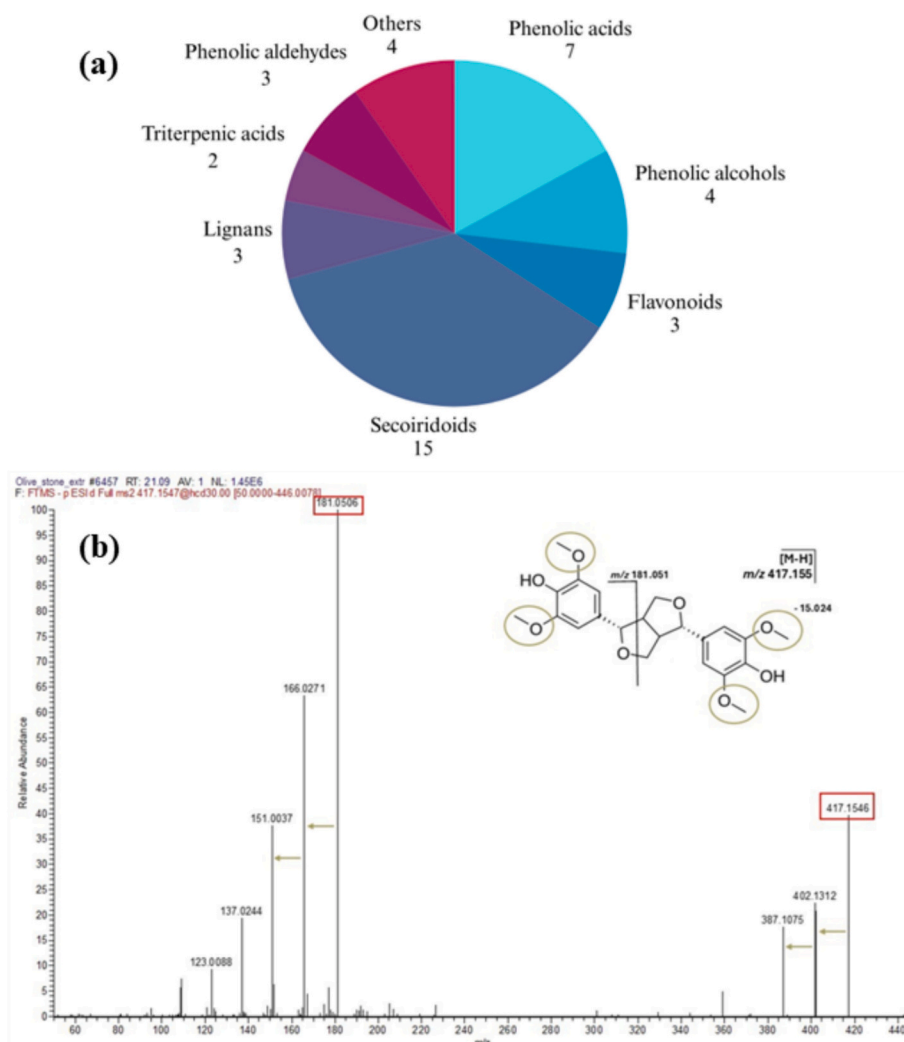 (a)
Others
4
Phenolic acids
7
Phenolic aldehydes
3
Triterpenic acids
2
Phenolic alcohols
4
Lignans
3
Flavonoids
3
Secoiridoids
15
Olive_stone_extr #6457 RT: 21.09 AV: 1 NL: 1.45E6
F: FTMS - p ESI d Full ms2 417.1547@hcd30.00 [50.0000-446.0078]
(b)
181.0506
166.0271
151.0037
137.0244
123.0088
417.1546
402.1312
387.1075
[M-H]
m/z 417.155
m/z 181.051
- 15.024
HO
O
O
O
O
O
O
OH
Relative Abundance
100
95
90
85
80
75
70
65
60
55
50
45
40
35
30
25
20
15
10
5
0
60 80 100 120 140 160 180 200 220 240 260 280 300 320 340 360 380 400 420